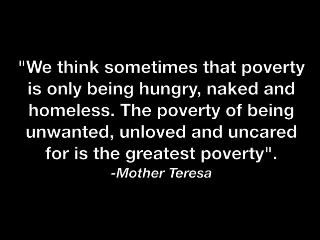 "We think sometimes that poverty
is only being hungry, naked and
homeless. The poverty of being
unwanted, unloved and uncared
for is the greatest poverty".
-Mother Teresa